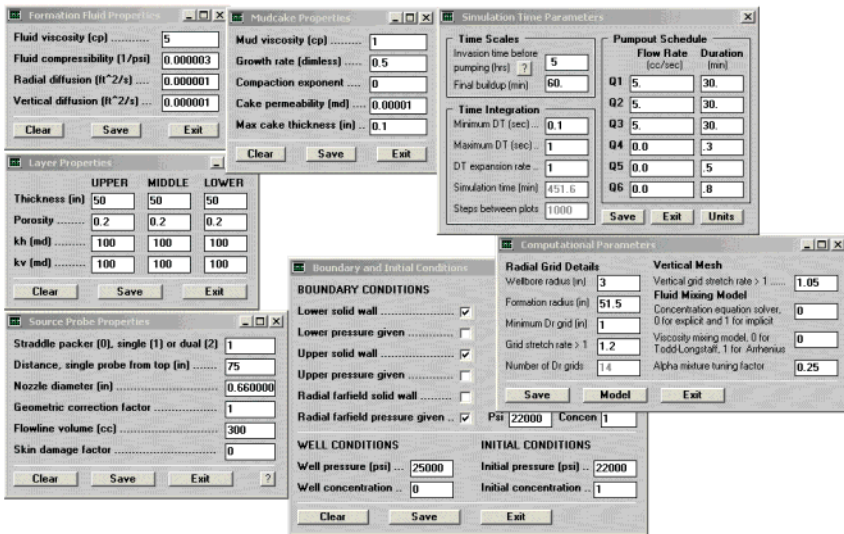 Formation Fluid Properties
Fluid viscosity (cp) ........... 5
Fluid compressibility (1/psi) 0.000003
Radial diffusion (ft^2/s) .... 0.000001
Vertical diffusion (ft^2/s) ... 0.000001
Clear Save Exit
Mudcake Properties
Mud viscosity (cp) ......... 1
Growth rate (dimless) .... 0.5
Compaction exponent .... 0
Cake permeability (md) .... 0.00001
Max cake thickness (in) .. 0.1
Clear Save Exit
Simulation Time Parameters
Time Scales
Invasion time before pumping (hrs) ? 5
Final buildup (min) 60.
Time Integration
Minimum DT (sec) ... 0.1
Maximum DT (sec) .. 1
DT expansion rate .. 1
Simulation time (min) 451.6
Steps between plots 1000
Pumpout Schedule
Flow Rate Duration
(cc/sec) (min)
Q1 5. 30.
Q2 5. 30.
Q3 5. 30.
Q4 0.0 .3
Q5 0.0 .5
Q6 0.0 .8
Save Exit Units
Layer Properties
UPPER MIDDLE LOWER
Thickness (in) 50 50 50
Porosity ......... 0.2 0.2 0.2
kh (md) ......... 100 100 100
kv (md) ......... 100 100 100
Clear Save Exit
Source Probe Properties
Straddle packer (0), single (1) or dual (2) 1
Distance, single probe from top (in) ....... 75
Nozzle diameter (in) .......................... 0.660000
Geometric correction factor ................ 1
Flowline volume (cc) .......................... 300
Skin damage factor ............................ 0
Clear Save Exit ?
Boundary and Initial Conditions
BOUNDARY CONDITIONS
Lower solid wall ....................
Lower pressure given ..............
Upper solid wall ....................
Upper pressure given ..............
Radial farfield solid wall .........
Radial farfield pressure given .. Psi 22000 Concen 1
WELL CONDITIONS
Well pressure (psi) ... 25000
Well concentration .. 0
INITIAL CONDITIONS
Initial pressure (psi) .. 22000
Initial concentration .. 1
Clear Save Exit
Computational Parameters
Radial Grid Details
Wellbore radius (in) 3
Formation radius (in) 51.5
Minimum Dr grid (in) 1
Grid stretch rate > 1 1.2
Number of Dr grids 14
Vertical Mesh
Vertical grid stretch rate > 1 ...... 1.05
Fluid Mixing Model
Concentration equation solver, 0 for explicit and 1 for implicit 0
Viscosity mixing model, 0 for Todd-Longstaff, 1 for Arrhenius 0
Alpha mixture tuning factor 0.25
Save Model Exit